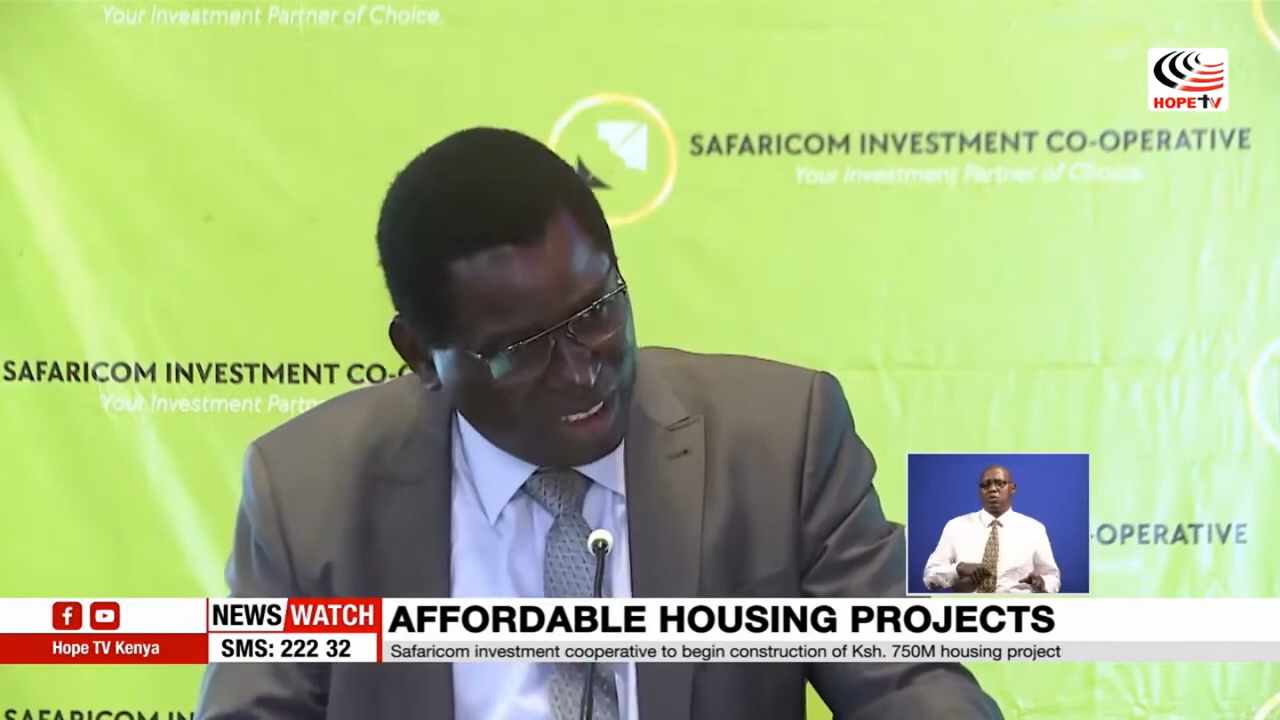 Your Investment Partner of Choice.
HOPE TV
SAFARICOM INVESTMENT CO-OPERATIVE
Your Investment Partner of Choice.
SAFARICOM INVESTMENT CO-
Your Investment
-OPERATIVE
NEWS WATCH
AFFORDABLE HOUSING PROJECTS
Hope TV Kenya
SMS: 222 32
Safaricom investment cooperative to begin construction of Ksh. 750M housing project
SAFARICOM IN